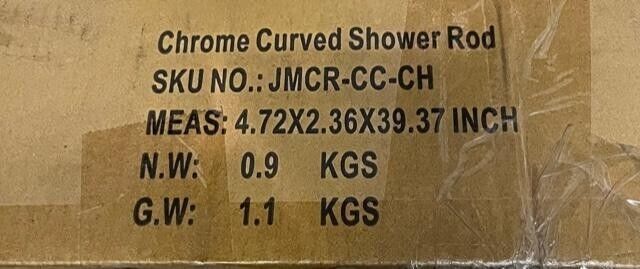 Chrome Curved Shower Rod
SKU NO.: JMCR-CC-CH
MEAS: 4.72X2.36X39.37 INCH
N.W: 0.9 KGS
G.W: 1.1 KGS